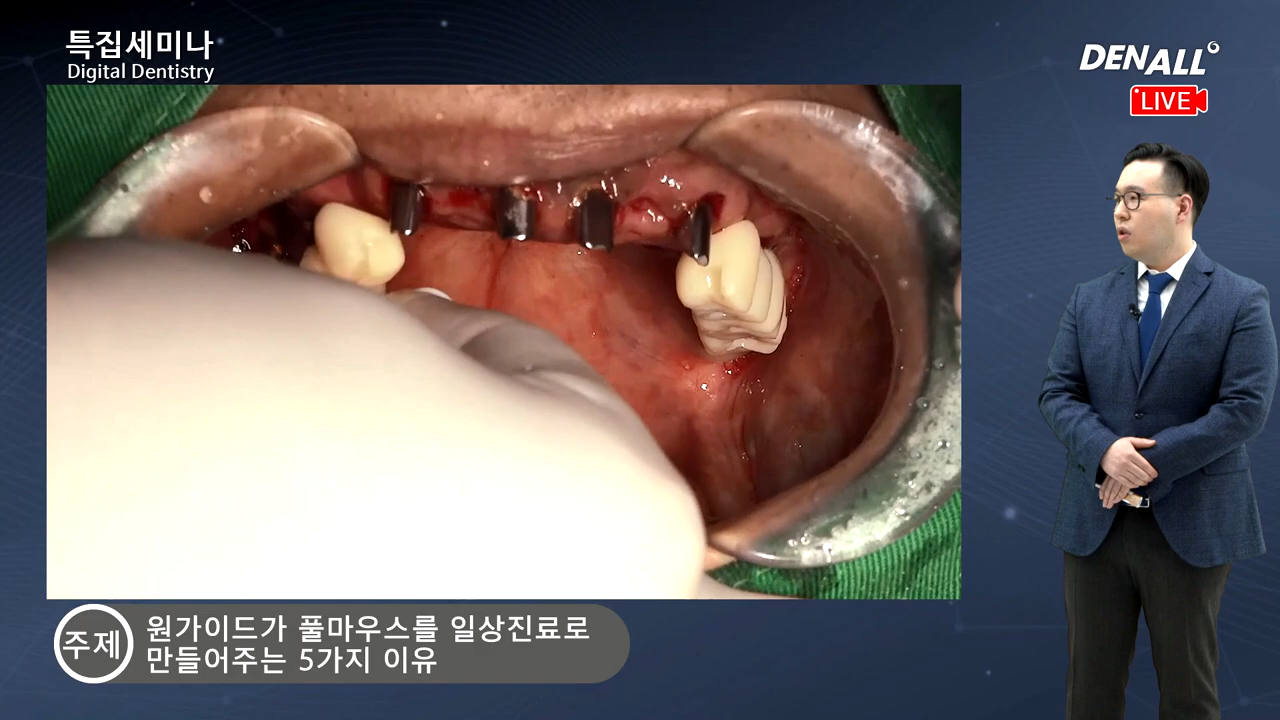 특집세미나
Digital Dentistry
DENALL
LIVE
주제
원가이드가 풀마우스를 일상진료로
만들어주는 5가지 이유